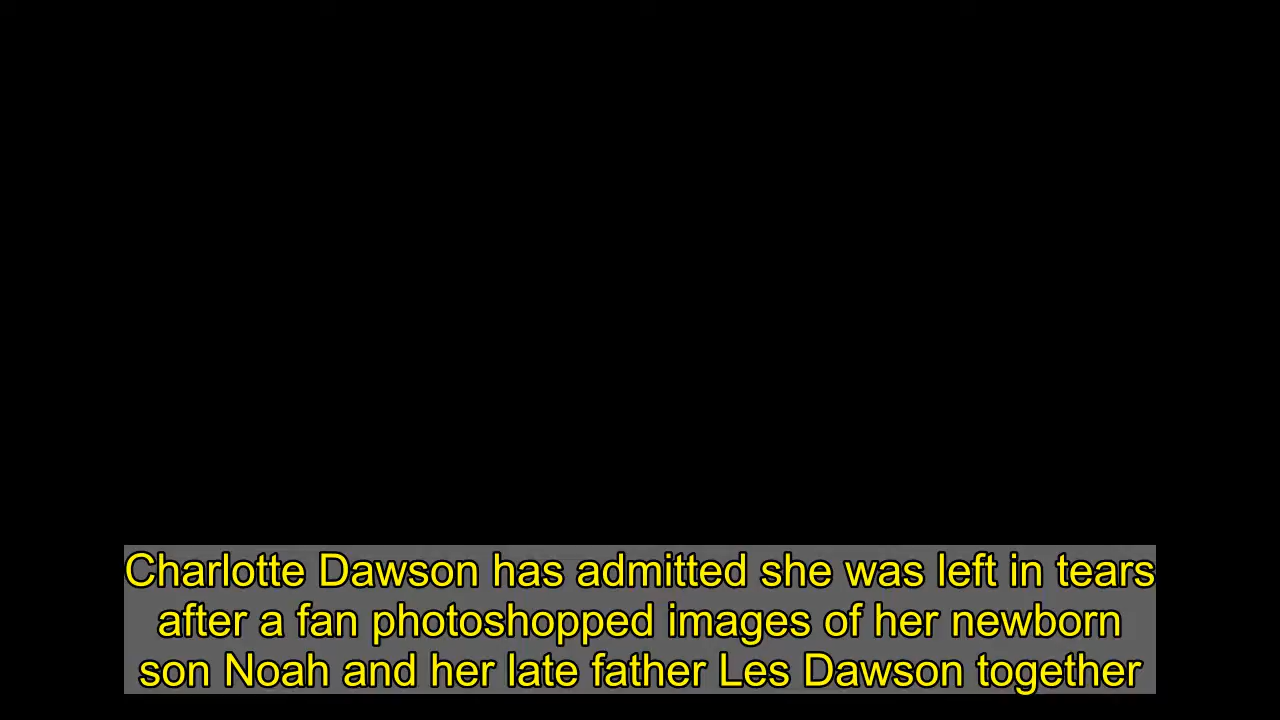 Charlotte Dawson has admitted she was left in tears
after a fan photoshopped images of her newborn
son Noah and her late father Les Dawson together